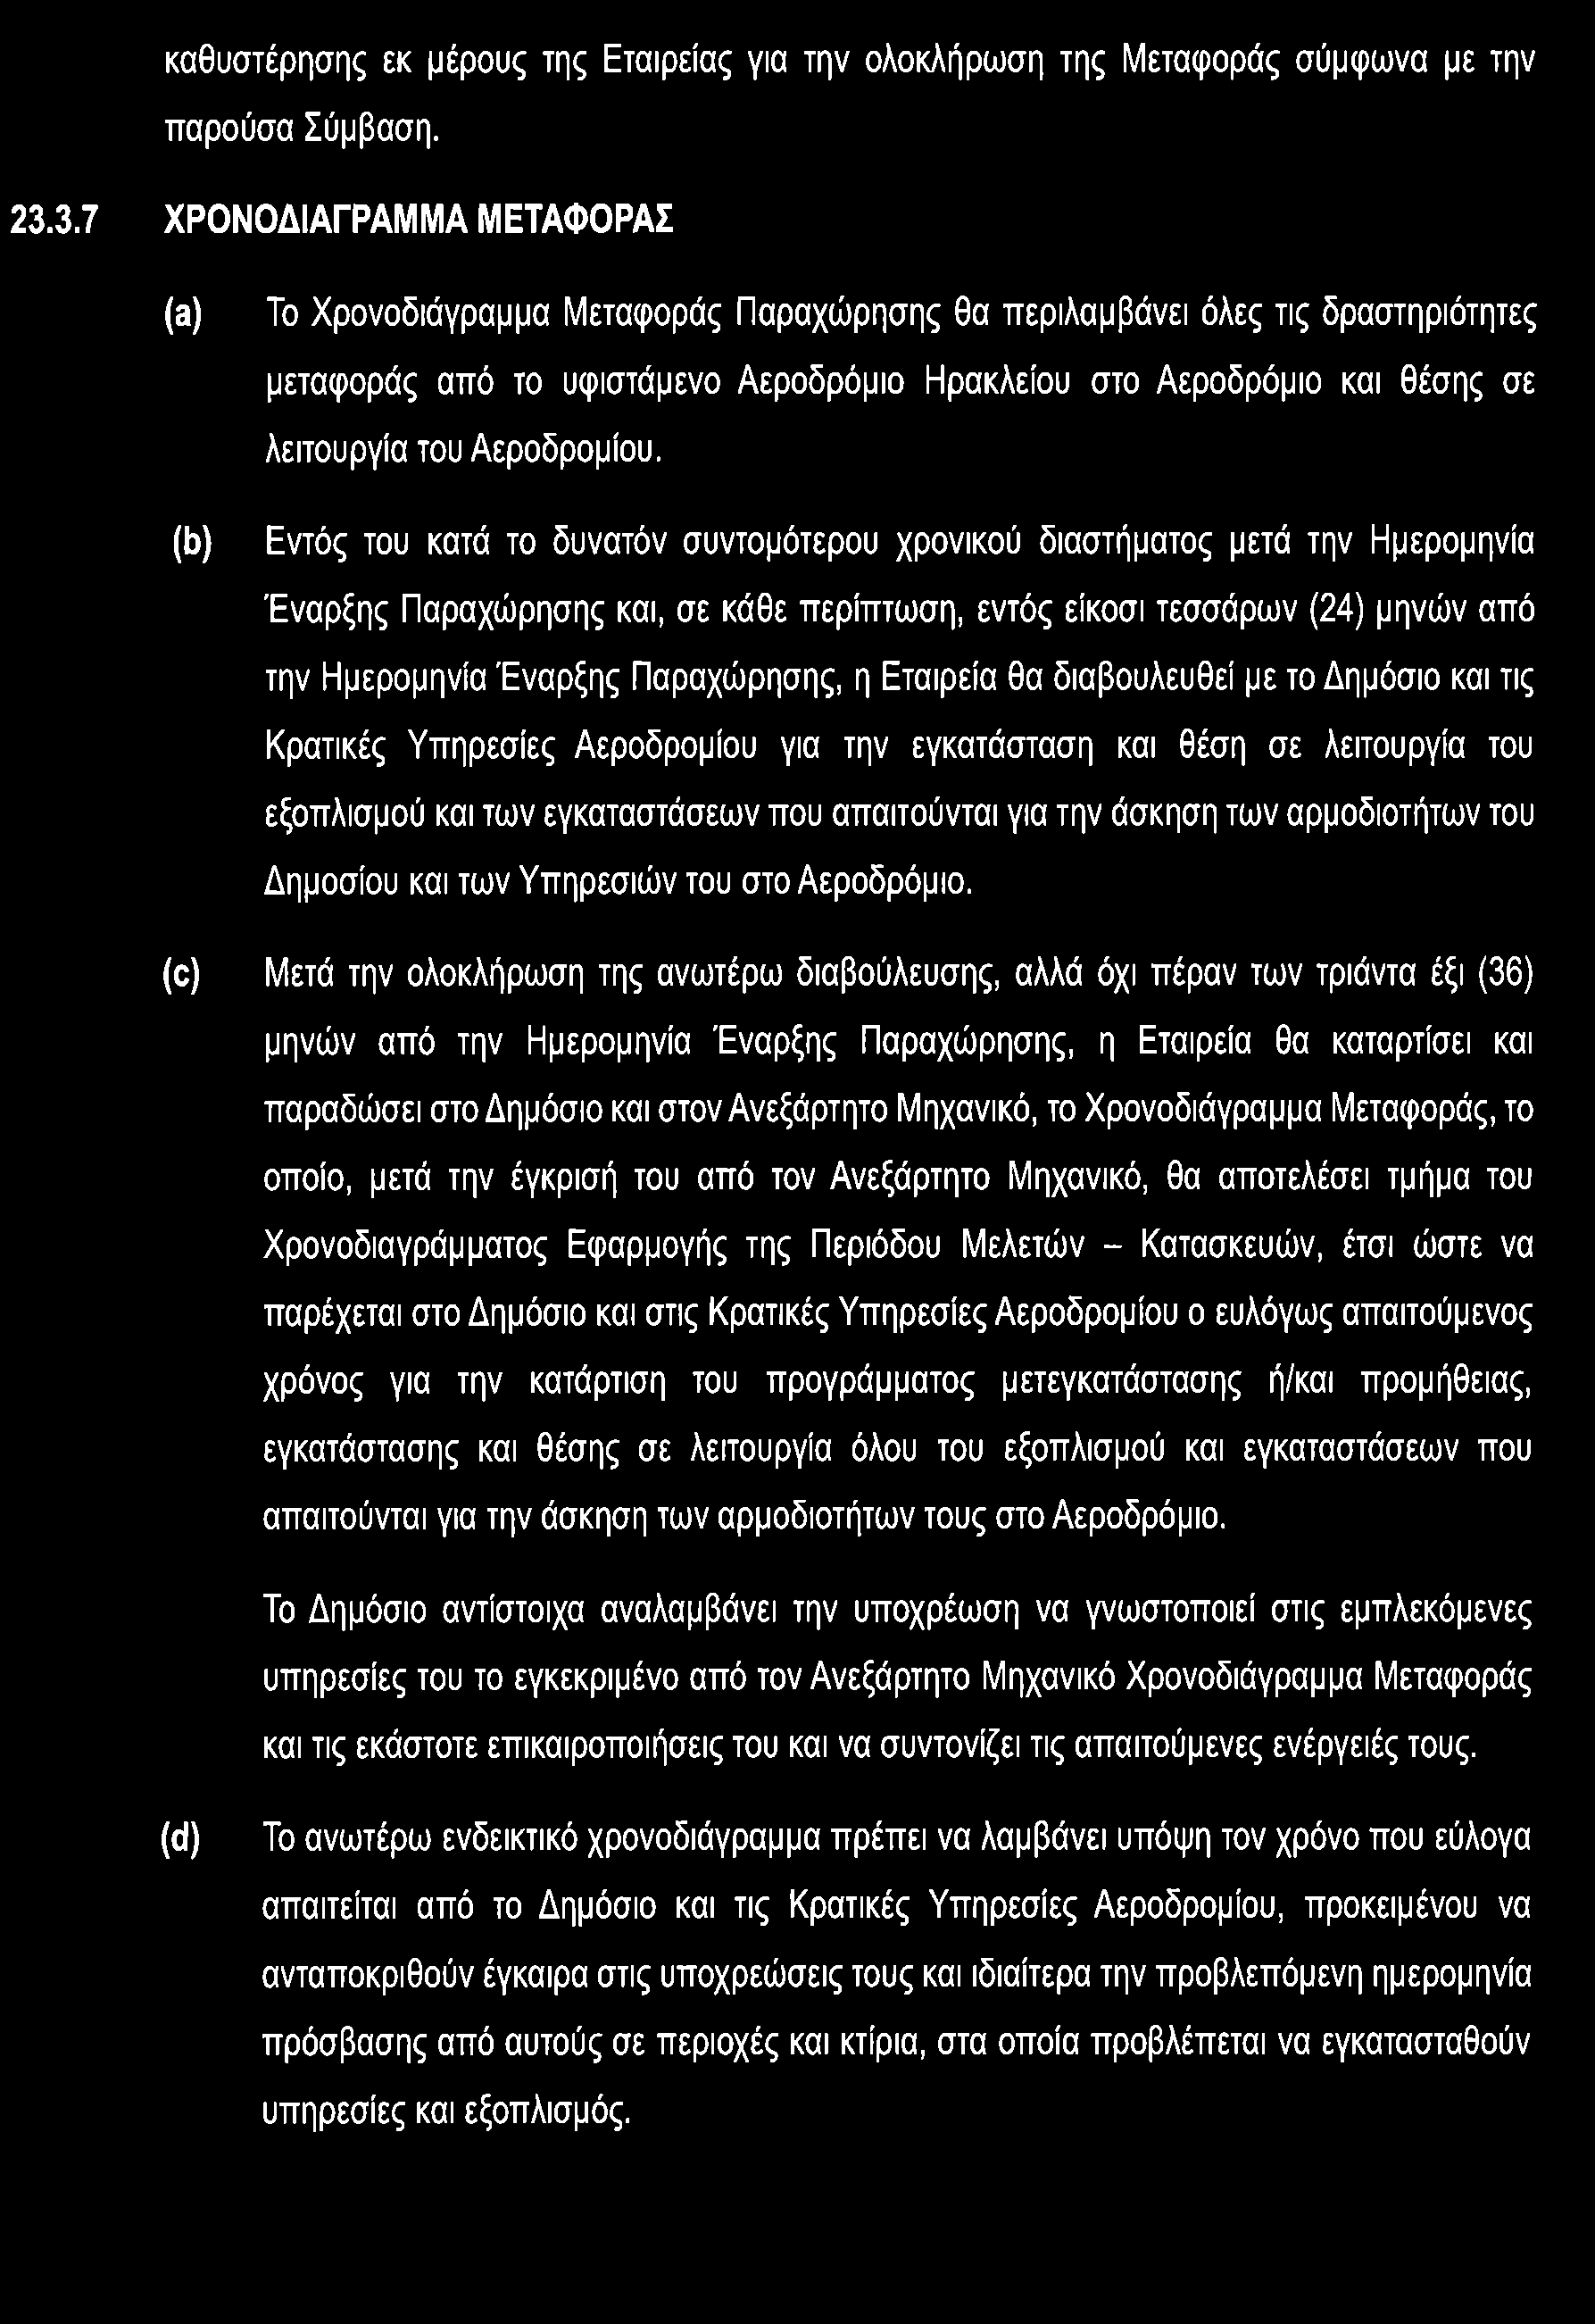 καθυστέρησης εκ μέρους της Εταιρείας για την ολοκλήρωση της Μεταφοράς σύμφωνα με την
παρούσα Σύμβαση.
23.3.7 ΧΡΟΝΟΔΙΑΓΡΑΜΜΑ ΜΕΤΑΦΟΡΑΣ
(a) Το Χρονοδιάγραμμα Μεταφοράς Παραχώρησης θα περιλαμβάνει όλες τις δραστηριότητες
μεταφοράς από το υφιστάμενο Αεροδρόμιο Ηρακλείου στο Αεροδρόμιο και θέσης σε
λειτουργία του Αεροδρομίου.
(b) Εντός του κατά το δυνατόν συντομότερου χρονικού διαστήματος μετά την Ημερομηνία
Έναρξης Παραχώρησης και, σε κάθε περίπτωση, εντός είκοσι τεσσάρων (24) μηνών από
την Ημερομηνία Έναρξης Παραχώρησης, η Εταιρεία θα διαβουλευθεί με το Δημόσιο και τις
Κρατικές Υπηρεσίες Αεροδρομίου για την εγκατάσταση και θέση σε λειτουργία του
εξοπλισμού και των εγκαταστάσεων που απαιτούνται για την άσκηση των αρμοδιοτήτων του
Δημοσίου και των Υπηρεσιών του στο Αεροδρόμιο.
(c) Μετά την ολοκλήρωση της ανωτέρω διαβούλευσης, αλλά όχι πέραν των τριάντα έξι (36)
μηνών από την Ημερομηνία Έναρξης Παραχώρησης, η Εταιρεία θα καταρτίσει και
παραδώσει στο Δημόσιο και στον Ανεξάρτητο Μηχανικό, το Χρονοδιάγραμμα Μεταφοράς, το
οποίο, μετά την έγκρισή του από τον Ανεξάρτητο Μηχανικό, θα αποτελέσει τμήμα του
Χρονοδιαγράμματος Εφαρμογής της Περιόδου Μελετών – Κατασκευών, έτσι ώστε να
παρέχεται στο Δημόσιο και στις Κρατικές Υπηρεσίες Αεροδρομίου ο ευλόγως απαιτούμενος
χρόνος για την κατάρτιση του προγράμματος μετεγκατάστασης ή/και προμήθειας,
εγκατάστασης και θέσης σε λειτουργία όλου του εξοπλισμού και εγκαταστάσεων που
απαιτούνται για την άσκηση των αρμοδιοτήτων τους στο Αεροδρόμιο.
Το Δημόσιο αντίστοιχα αναλαμβάνει την υποχρέωση να γνωστοποιεί στις εμπλεκόμενες
υπηρεσίες του το εγκεκριμένο από τον Ανεξάρτητο Μηχανικό Χρονοδιάγραμμα Μεταφοράς
και τις εκάστοτε επικαιροποιήσεις του και να συντονίζει τις απαιτούμενες ενέργειές τους.
(d) Το ανωτέρω ενδεικτικό χρονοδιάγραμμα πρέπει να λαμβάνει υπόψη τον χρόνο που εύλογα
απαιτείται από το Δημόσιο και τις Κρατικές Υπηρεσίες Αεροδρομίου, προκειμένου να
ανταποκριθούν έγκαιρα στις υποχρεώσεις τους και ιδιαίτερα την προβλεπόμενη ημερομηνία
πρόσβασης από αυτούς σε περιοχές και κτίρια, στα οποία προβλέπεται να εγκατασταθούν
υπηρεσίες και εξοπλισμός.